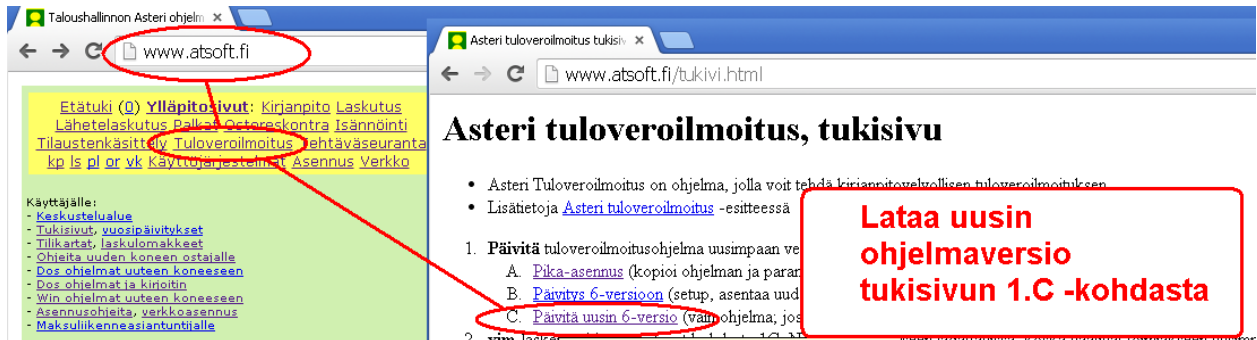 Taloushallinnon Asteri ohjelm
www.atsoft.fi
Etätuki (0) Ylläpitosivut: Kirjanpito Laskutus
Lähetelaskutus Palkat Ostoreskontra Isännöinti
Tilaustenkäsittely Tuloveroilmoitus Tehtäväseuranta
kp ls pl or vk Käyttöjärjestelmät Asennus Verkko
Käyttäjälle:
- Keskustelualue
- Tukisivut, vuosipäivitykset
- Tilikartat, laskulomakkeet
- Ohjeita uuden koneen ostajalle
- Dos ohjelmat uuteen koneeseen
- Dos ohjelmat ja kirjoitin
- Win ohjelmat uuteen koneeseen
- Asennusohjeita, verkkoasennus
- Maksuliikenneasiantuntijalle
Asteri tuloveroilmoitus tukisiv
www.atsoft.fi/tukivi.html
Asteri tuloveroilmoitus, tukisivu
• Asteri Tuloveroilmoitus on ohjelma, jolla voit tehdä kirjanpitovelvollisen tuloveroilmoituksen
• Lisätietoja Asteri tuloveroilmoitus -esitteessä
1. Päivitä tuloveroilmoitusohjelma uusimpaan ve
A. Pika-asennus (kopioi ohjelman ja paran
B. Päivitys 6-versioon (setup, asentaa uud
C. Päivitä uusin 6-versio (vain ohjelma; jos
Lataa uusin
ohjelmaversio
tukisivun 1.C -kohdasta